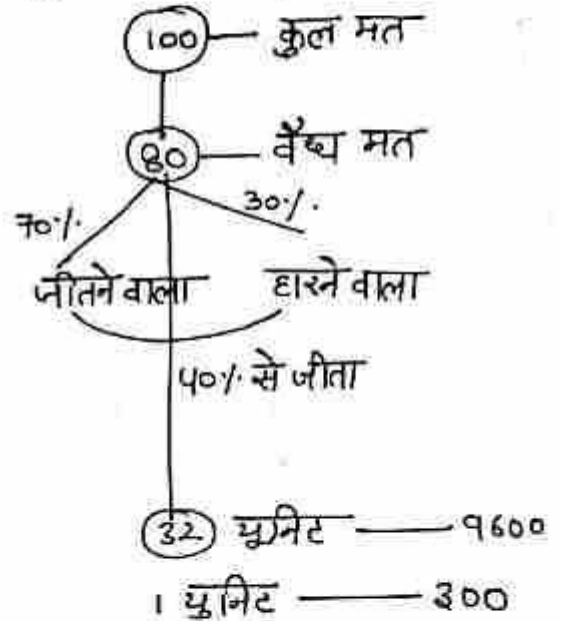 100 — कुल मत
80 — वैध मत
70% 30%
जीतने वाला हारने वाला
40% से जीता
32 यूनिट — 9600
1 युनिट — 300